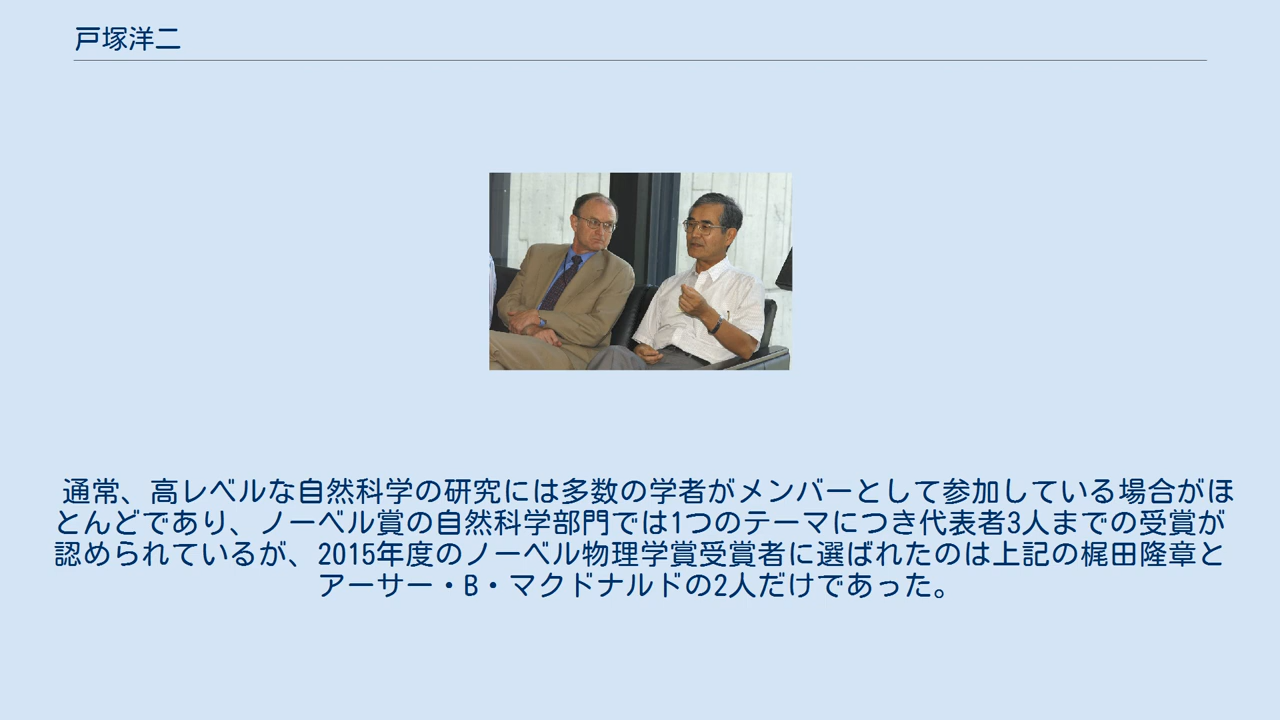 戸塚洋二
通常、高レベルな自然科学の研究には多数の学者がメンバーとして参加している場合がほ
とんどであり、ノーベル賞の自然科学部門では1つのテーマにつき代表者3人までの受賞が
認められているが、2015年度のノーベル物理学賞受賞者に選ばれたのは上記の梶田隆章と
アーサー・B・マクドナルドの2人だけであった。